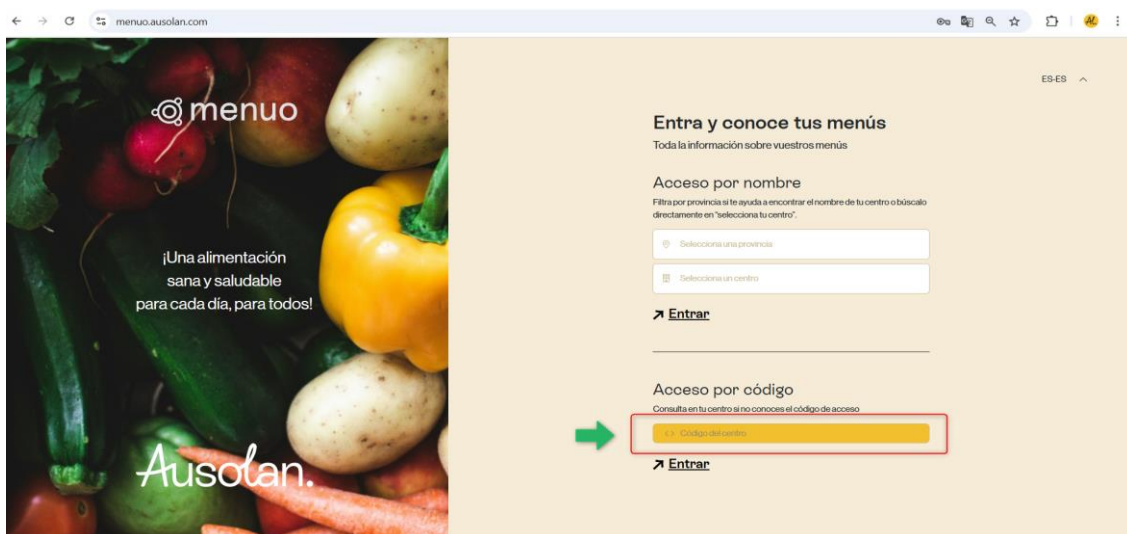 menuo.ausolan.com
ES-ES
menuo
¡Una alimentación
sana y saludable
para cada día, para todos!
Ausolan.
Entra y conoce tus menús
Toda la información sobre vuestros menús
Acceso por nombre
Filtra por provincia si te ayuda a encontrar el nombre de tu centro o búscalo
directamente en "selecciona tu centro".
Selecciona una provincia
Selecciona un centro
Entrar
Acceso por código
Consulta en tu centro si no conoces el código de acceso
<> Código del centro
Entrar